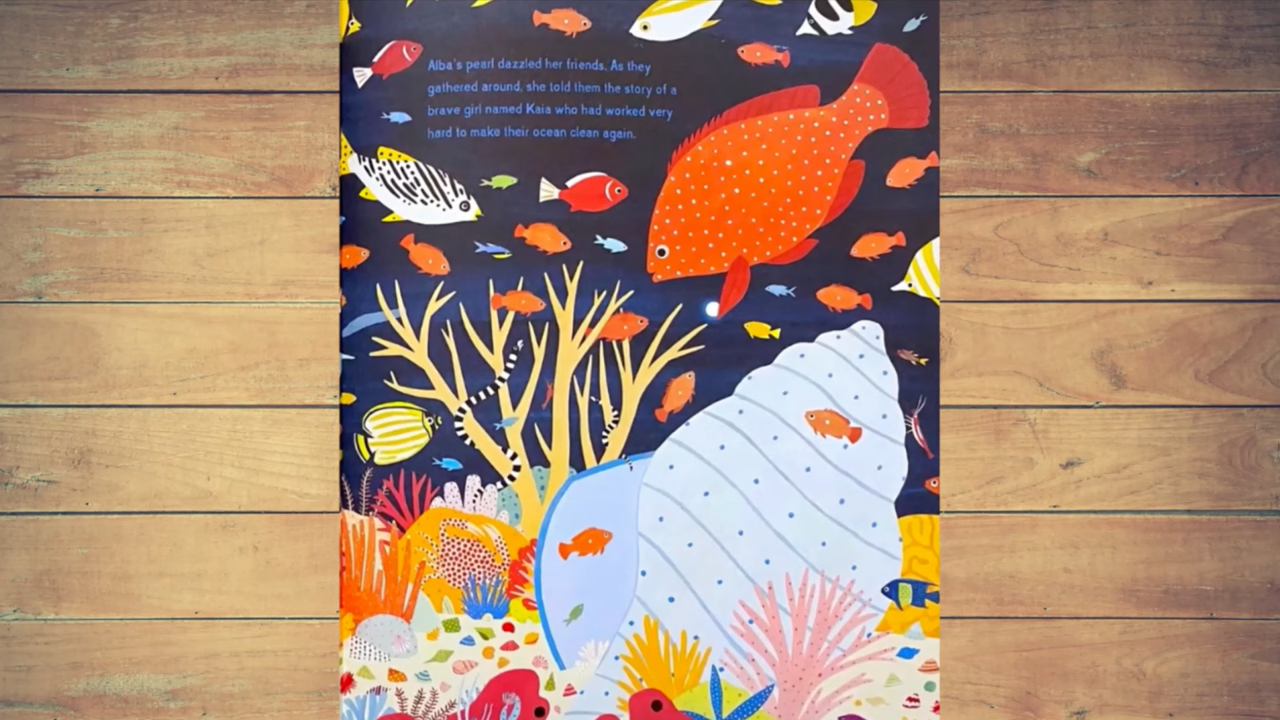 Alba's pearl dazzled her friends. As they
gathered around, she told them the story of a
brave girl named Kaia who had worked very
hard to make their ocean clean again.